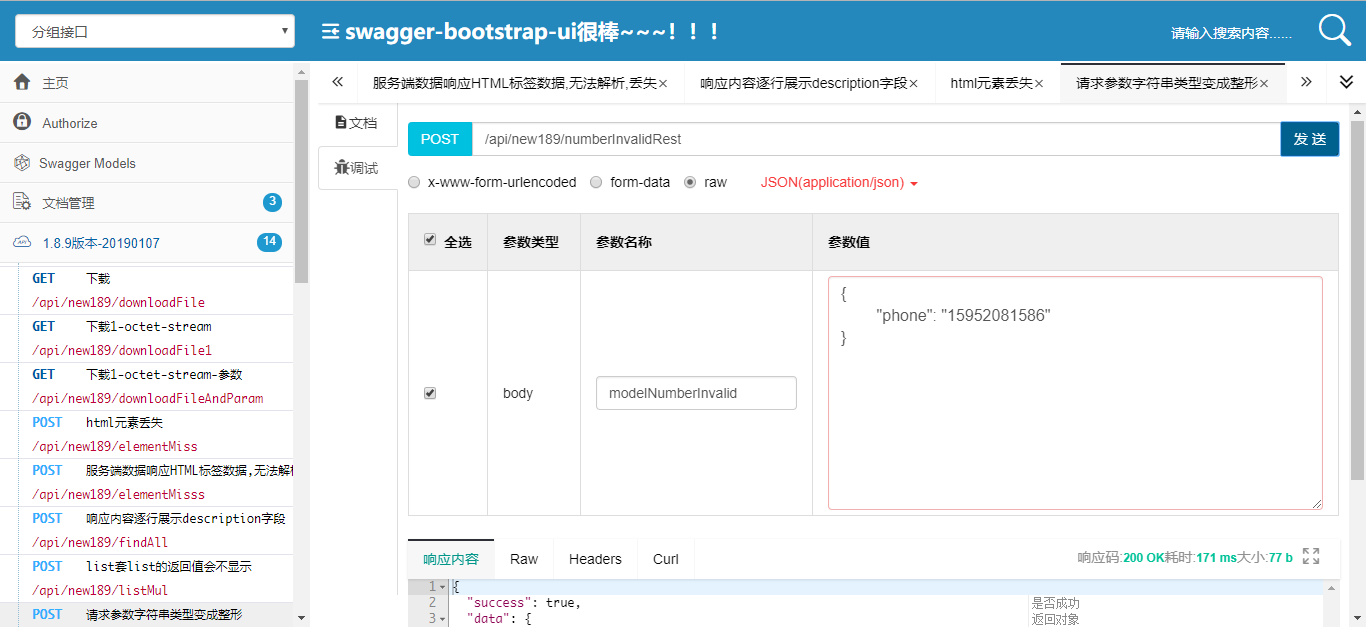 分组接口
swagger-bootstrap-ui很棒~~~！！！
请输入搜索内容......
主页
Authorize
Swagger Models
文档管理
3
1.8.9版本-20190107
14
GET 下载
/api/new189/downloadFile
GET 下载1-octet-stream
/api/new189/downloadFile1
GET 下载1-octet-stream-参数
/api/new189/downloadFileAndParam
POST html元素丢失
/api/new189/elementMiss
POST 服务端数据响应HTML标签数据,无法解析
/api/new189/elementMisss
POST 响应内容逐行展示description字段
/api/new189/findAll
POST list套list的返回值会不显示
/api/new189/listMul
POST 请求参数字符串类型变成整形
服务端数据响应HTML标签数据,无法解析,丢失×
响应内容逐行展示description字段×
html元素丢失×
请求参数字符串类型变成整形×
文档
调试
POST /api/new189/numberInvalidRest 发 送
x-www-form-urlencoded form-data raw JSON(application/json)
全选 参数类型 参数名称 参数值
body modelNumberInvalid
{
"phone": "15952081586"
}
响应内容 Raw Headers Curl
响应码:200 OK耗时:171 ms大小:77 b
1 {
2 "success": true, 是否成功
3 "data": { 返回对象